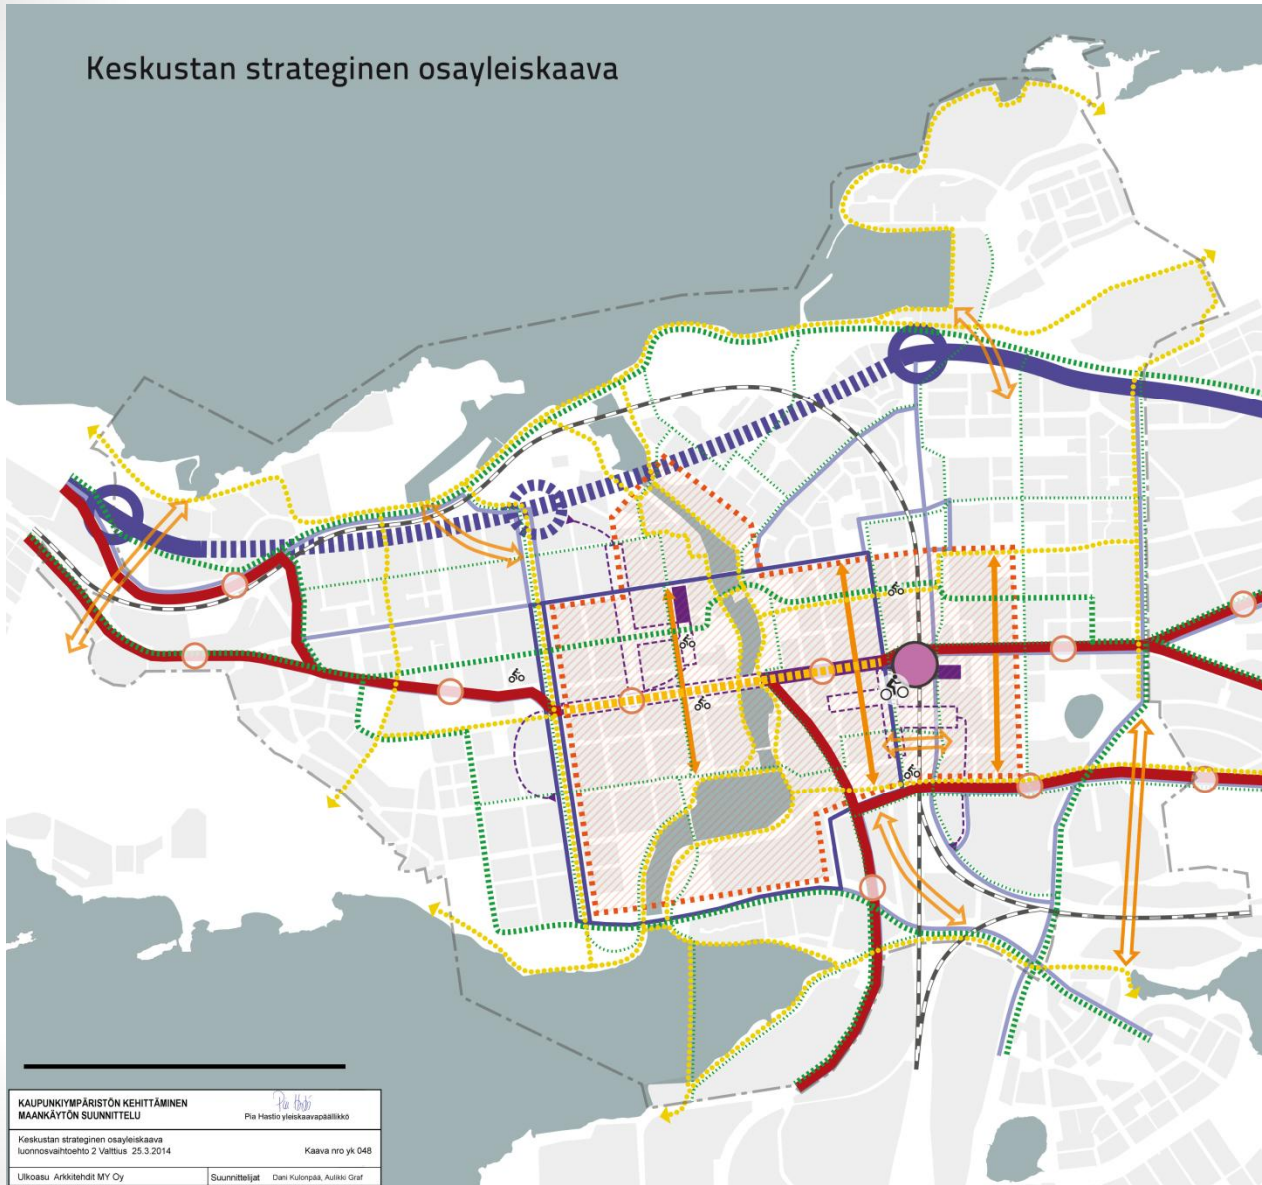 Keskustan strateginen osayleiskaava
KAUPUNKIYMPÄRISTÖN KEHITTÄMINEN
MAANKÄYTÖN SUUNNITTELU
Pia Hastio yleiskaavapäällikkö
Keskustan strateginen osayleiskaava
luonnosvaihtoehto 2 Valttius 25.3.2014
Kaava nro yk 048
Ulkoasu Arkkitehdit MY Oy
Suunnittelijat Dani Kulonpää, Aulikki Graf